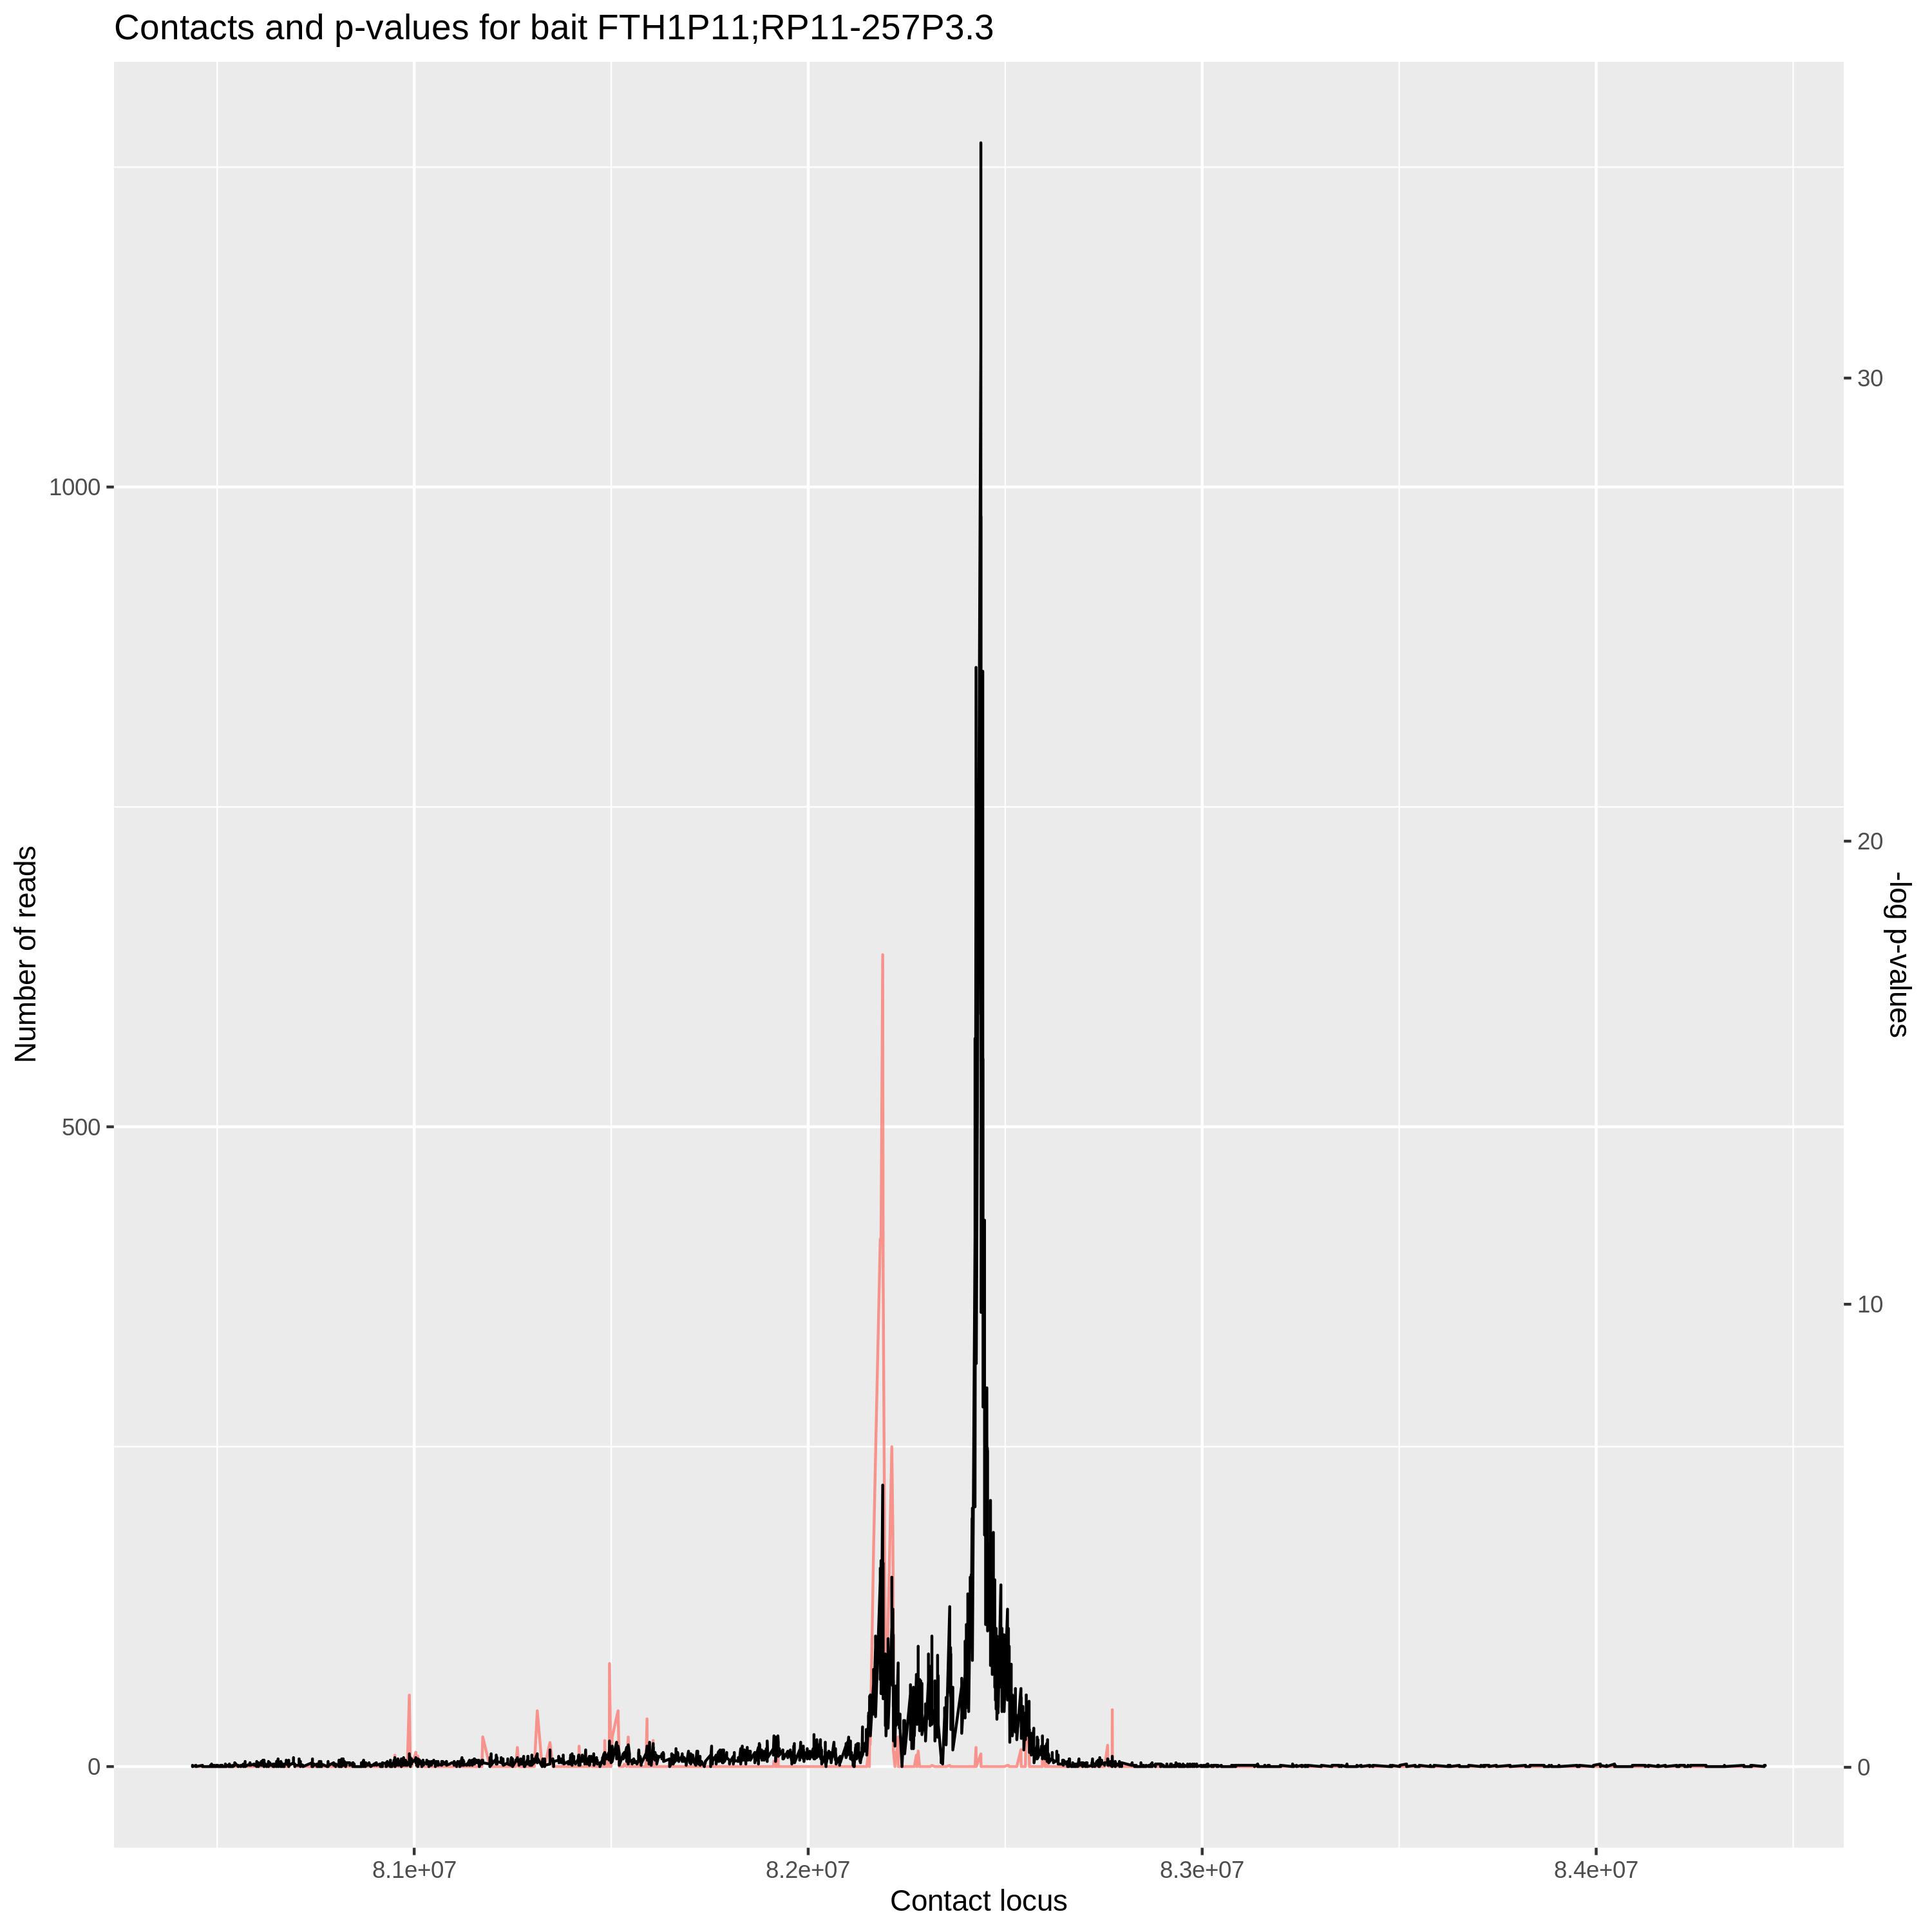 Contacts and p-values for bait FTH1P11;RP11-257P3.3
Number of reads
1000
500
0
30
20
10
0
-log p-values
8.1e+07
8.2e+07
8.3e+07
8.4e+07
Contact locus